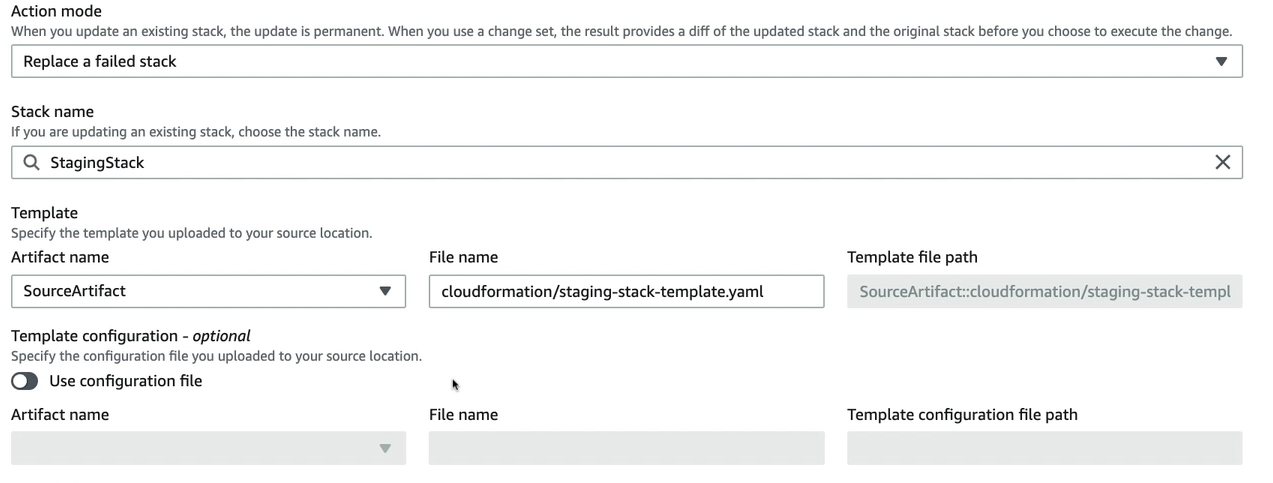 Action mode
When you update an existing stack, the update is permanent. When you use a change set, the result provides a diff of the updated stack and the original stack before you choose to execute the change.
Replace a failed stack
Stack name
If you are updating an existing stack, choose the stack name.
StagingStack
Template
Specify the template you uploaded to your source location.
Artifact name File name Template file path
SourceArtifact cloudformation/staging-stack-template.yaml SourceArtifact::cloudformation/staging-stack-templ
Template configuration - optional
Specify the configuration file you uploaded to your source location.
Use configuration file
Artifact name File name Template configuration file path